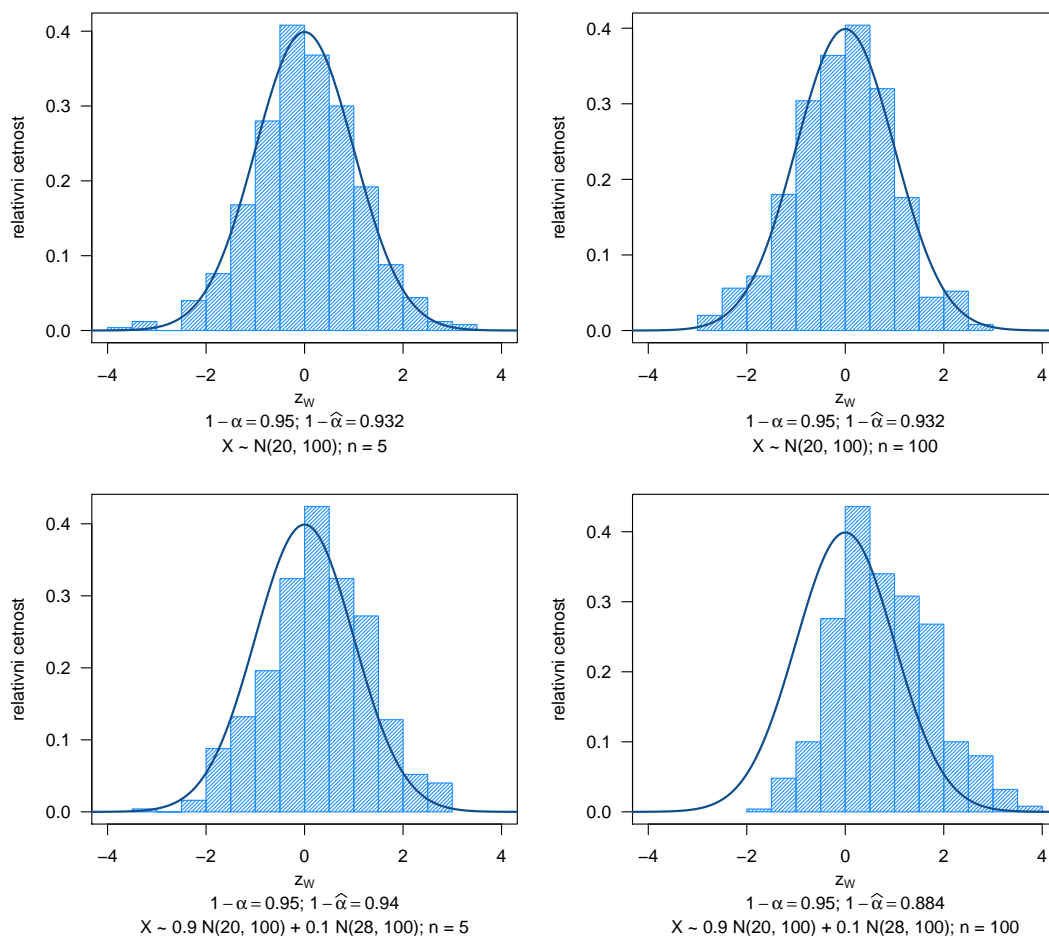 relativni cetnost
0.4
0.3
0.2
0.1
0.0
−4 −2 0 2 4
z_W
1 − α = 0.95; 1 − α̂ = 0.932
X ~ N(20, 100); n = 5
relativni cetnost
0.4
0.3
0.2
0.1
0.0
−4 −2 0 2 4
z_W
1 − α = 0.95; 1 − α̂ = 0.932
X ~ N(20, 100); n = 100
relativni cetnost
0.4
0.3
0.2
0.1
0.0
−4 −2 0 2 4
z_W
1 − α = 0.95; 1 − α̂ = 0.94
X ~ 0.9 N(20, 100) + 0.1 N(28, 100); n = 5
relativni cetnost
0.4
0.3
0.2
0.1
0.0
−4 −2 0 2 4
z_W
1 − α = 0.95; 1 − α̂ = 0.884
X ~ 0.9 N(20, 100) + 0.1 N(28, 100); n = 100